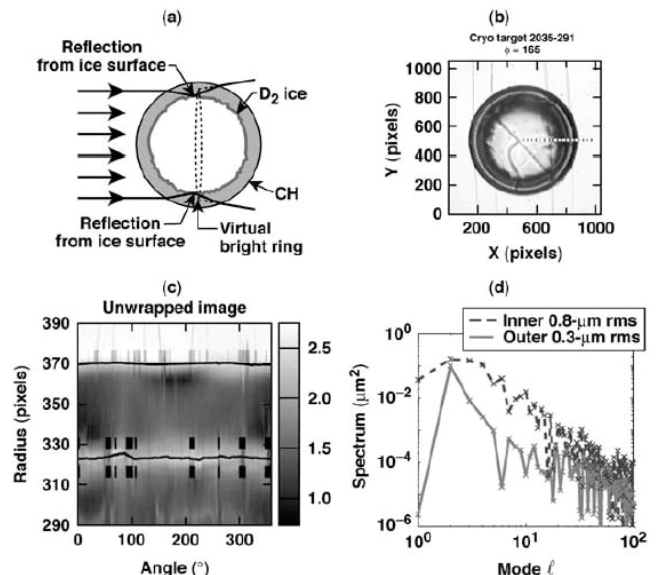 (a)
Reflection
from ice surface
D2 ice
CH
Reflection
from ice surface
Virtual
bright ring
(b)
Cryo target 2035-291
ϕ = 165
1000
800
600
400
200
0
Y (pixels)
200
600
1000
X (pixels)
(c)
Unwrapped image
390
370
350
330
310
290
Radius (pixels)
0
100
200
300
Angle (°)
2.5
2.0
1.5
1.0
(d)
Inner 0.8-μm rms
Outer 0.3-μm rms
10^0
10^-2
10^-4
10^-6
Spectrum (μm²)
10^0
10^1
10^2
Mode ℓ